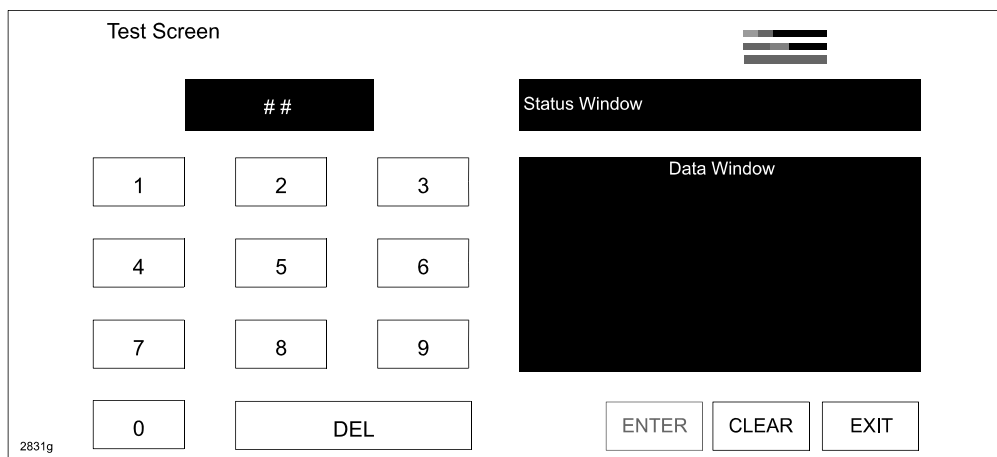 Test Screen
# #
Status Window
Data Window
1 2 3
4 5 6
7 8 9
0 DEL
ENTER CLEAR EXIT
2831g